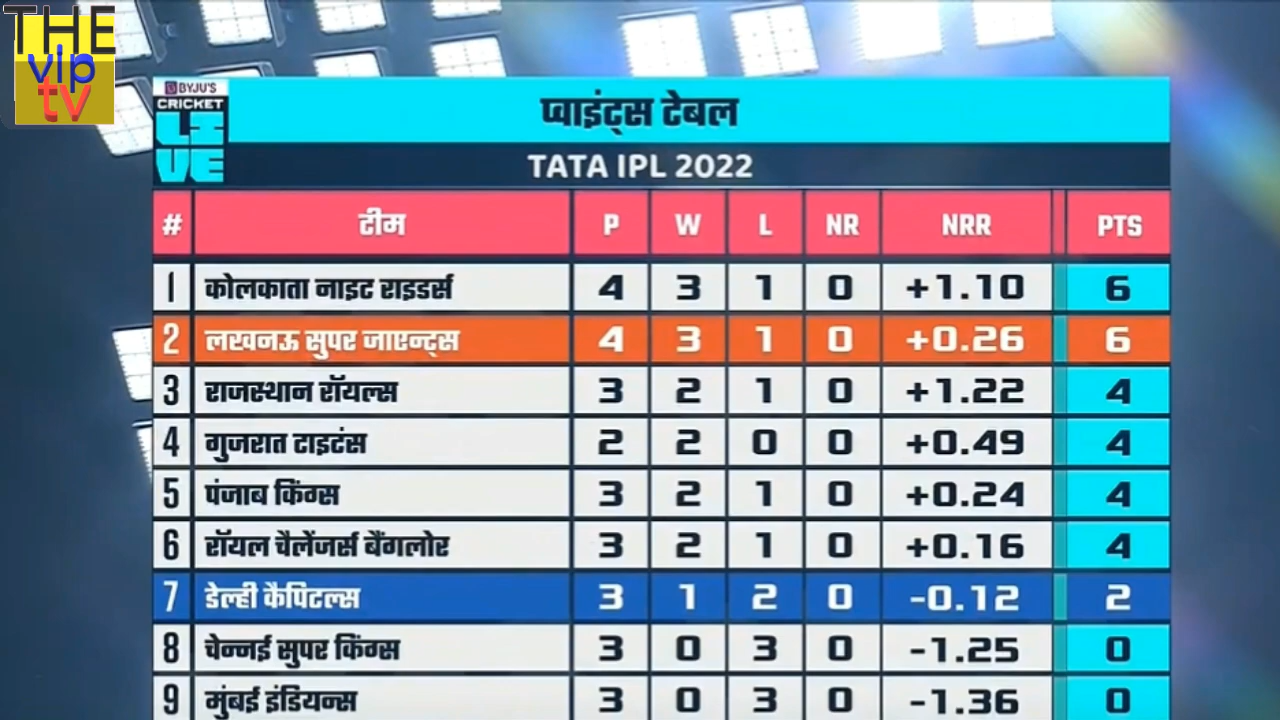 THE
vip
tv
BYJU'S
CRICKET
LIVE
प्वाइंट्स टेबल
TATA IPL 2022
# टीम P W L NR NRR PTS
1 कोलकाता नाइट राइडर्स 4 3 1 0 +1.10 6
2 लखनऊ सुपर जाएन्ट्स 4 3 1 0 +0.26 6
3 राजस्थान रॉयल्स 3 2 1 0 +1.22 4
4 गुजरात टाइटंस 2 2 0 0 +0.49 4
5 पंजाब किंग्स 3 2 1 0 +0.24 4
6 रॉयल चैलेंजर्स बैंगलोर 3 2 1 0 +0.16 4
7 डेल्ही कैपिटल्स 3 1 2 0 -0.12 2
8 चेन्नई सुपर किंग्स 3 0 3 0 -1.25 0
9 मुंबई इंडियन्स 3 0 3 0 -1.36 0